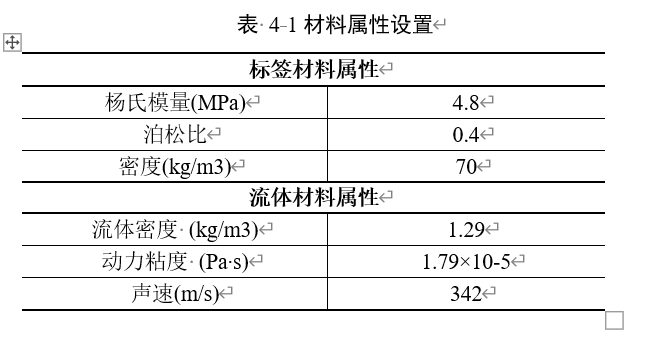 表 4-1 材料属性设置
标签材料属性
杨氏模量(MPa) 4.8
泊松比 0.4
密度(kg/m3) 70
流体材料属性
流体密度 (kg/m3) 1.29
动力粘度 (Pa·s) 1.79×10-5
声速(m/s) 342